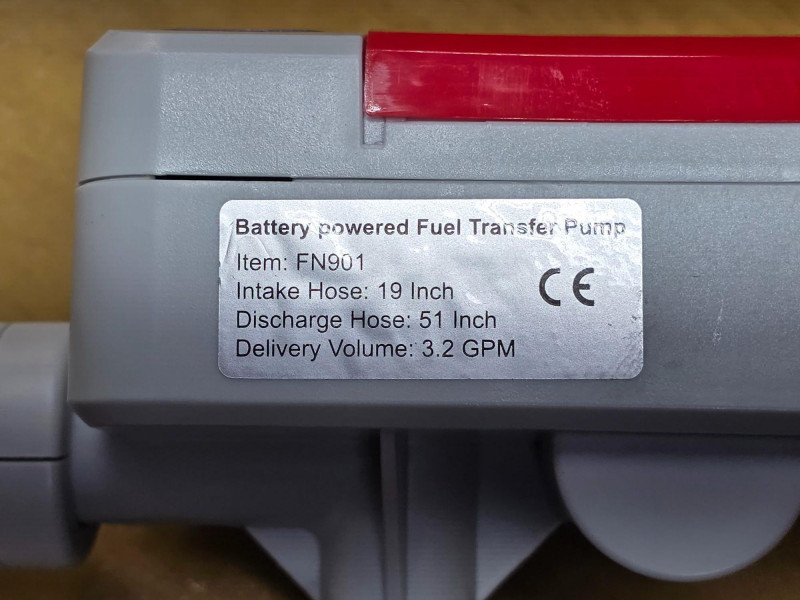 Battery powered Fuel Transfer Pump
Item: FN901
Intake Hose: 19 Inch
Discharge Hose: 51 Inch
Delivery Volume: 3.2 GPM
CE